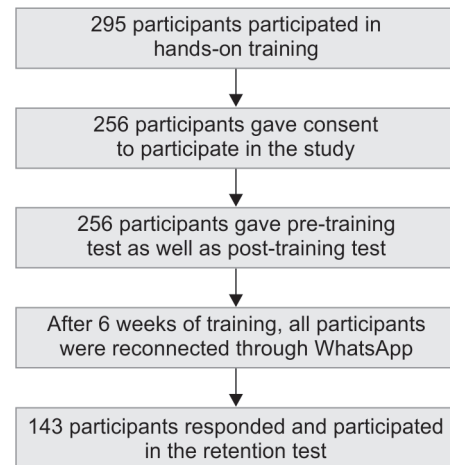 295 participants participated in
hands-on training
256 participants gave consent
to participate in the study
256 participants gave pre-training
test as well as post-training test
After 6 weeks of training, all participants
were reconnected through WhatsApp
143 participants responded and participated
in the retention test